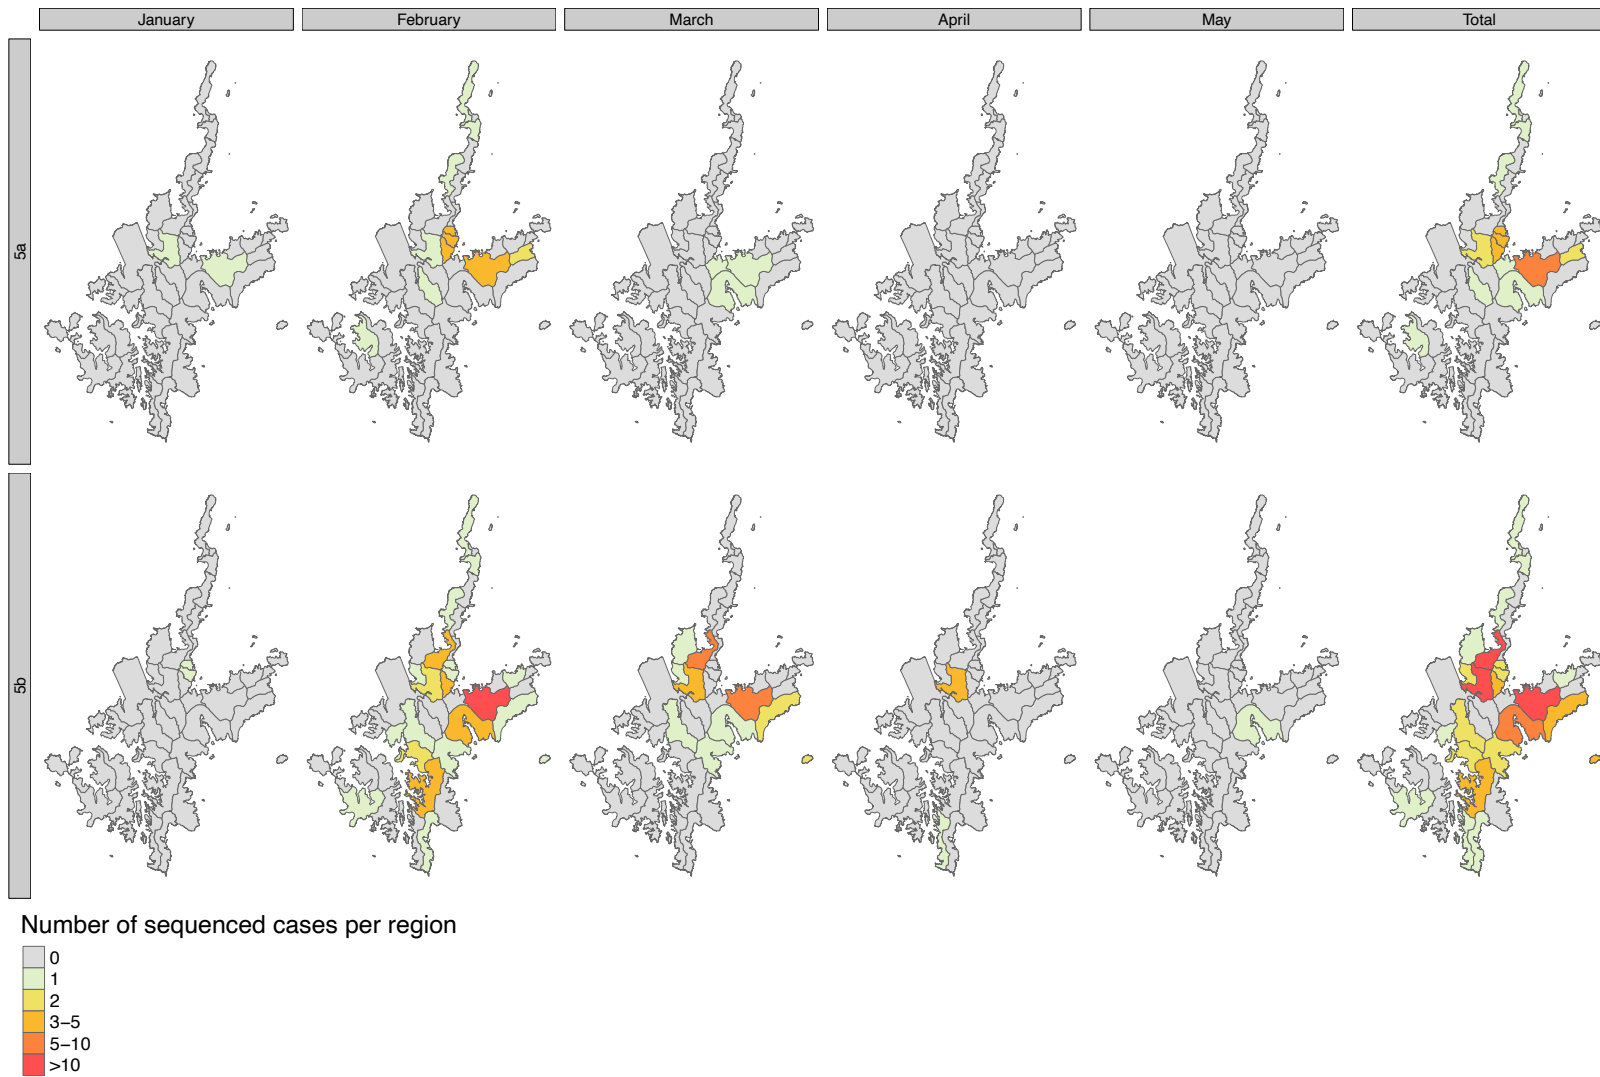 January
February
March
April
May
Total
5a
5b
Number of sequenced cases per region
0
1
2
3–5
5–10
>10